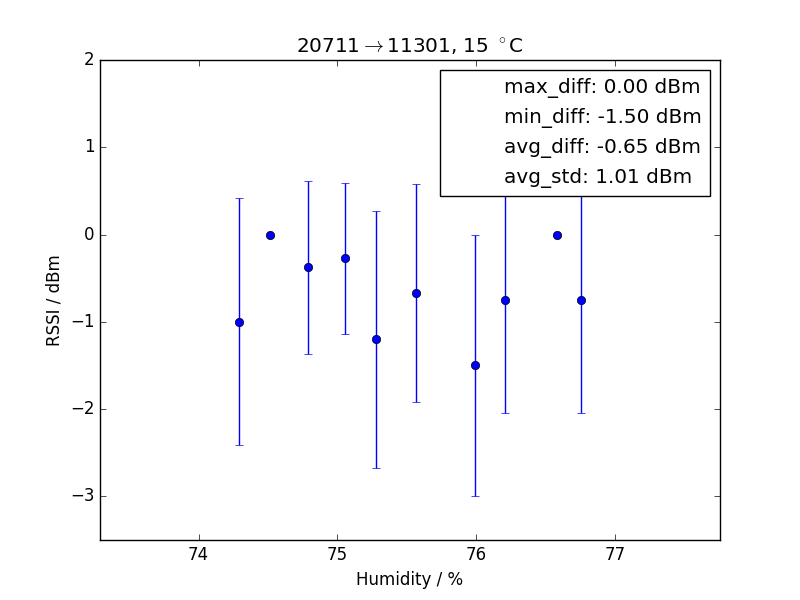 20711→11301, 15 °C
max_diff: 0.00 dBm
min_diff: -1.50 dBm
avg_diff: -0.65 dBm
avg_std: 1.01 dBm
2
1
0
−1
−2
−3
RSSI / dBm
74 75 76 77
Humidity / %